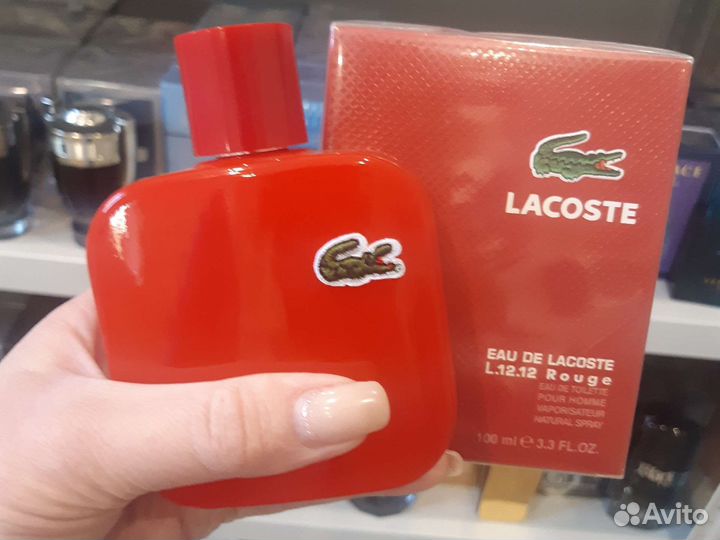 LACOSTE
EAU DE LACOSTE
L.12.12 Rouge
EAU DE TOILETTE
POUR HOMME
VAPORISATEUR
NATURAL SPRAY
100 ml ℮ 3.3 FL.OZ.
Avito